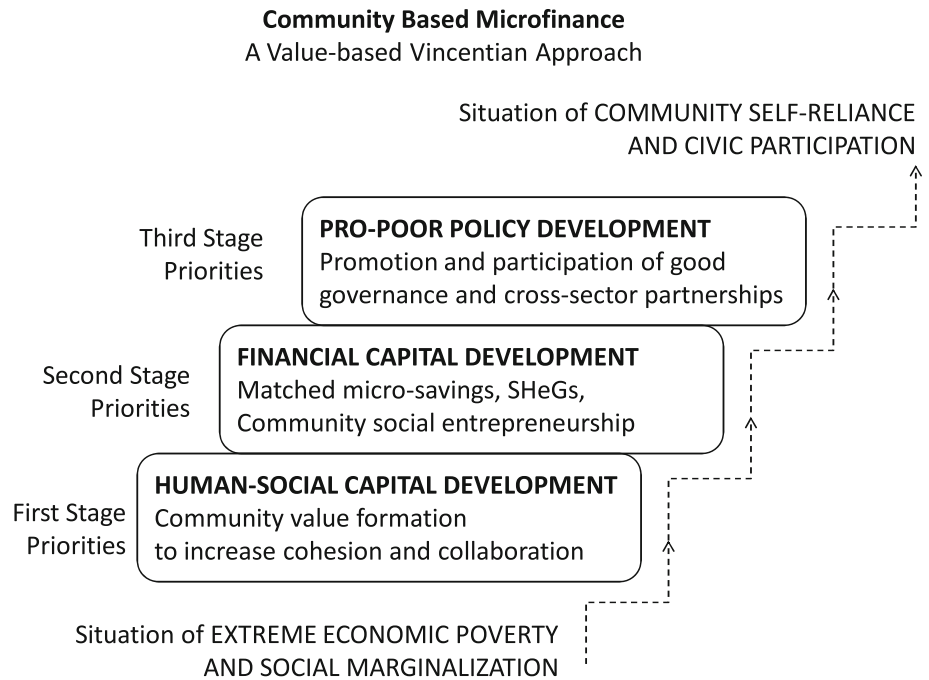 Community Based Microfinance
A Value-based Vincentian Approach
Situation of COMMUNITY SELF-RELIANCE
AND CIVIC PARTICIPATION
Third Stage
Priorities
PRO-POOR POLICY DEVELOPMENT
Promotion and participation of good
governance and cross-sector partnerships
Second Stage
Priorities
FINANCIAL CAPITAL DEVELOPMENT
Matched micro-savings, SHeGs,
Community social entrepreneurship
First Stage
Priorities
HUMAN-SOCIAL CAPITAL DEVELOPMENT
Community value formation
to increase cohesion and collaboration
Situation of EXTREME ECONOMIC POVERTY
AND SOCIAL MARGINALIZATION